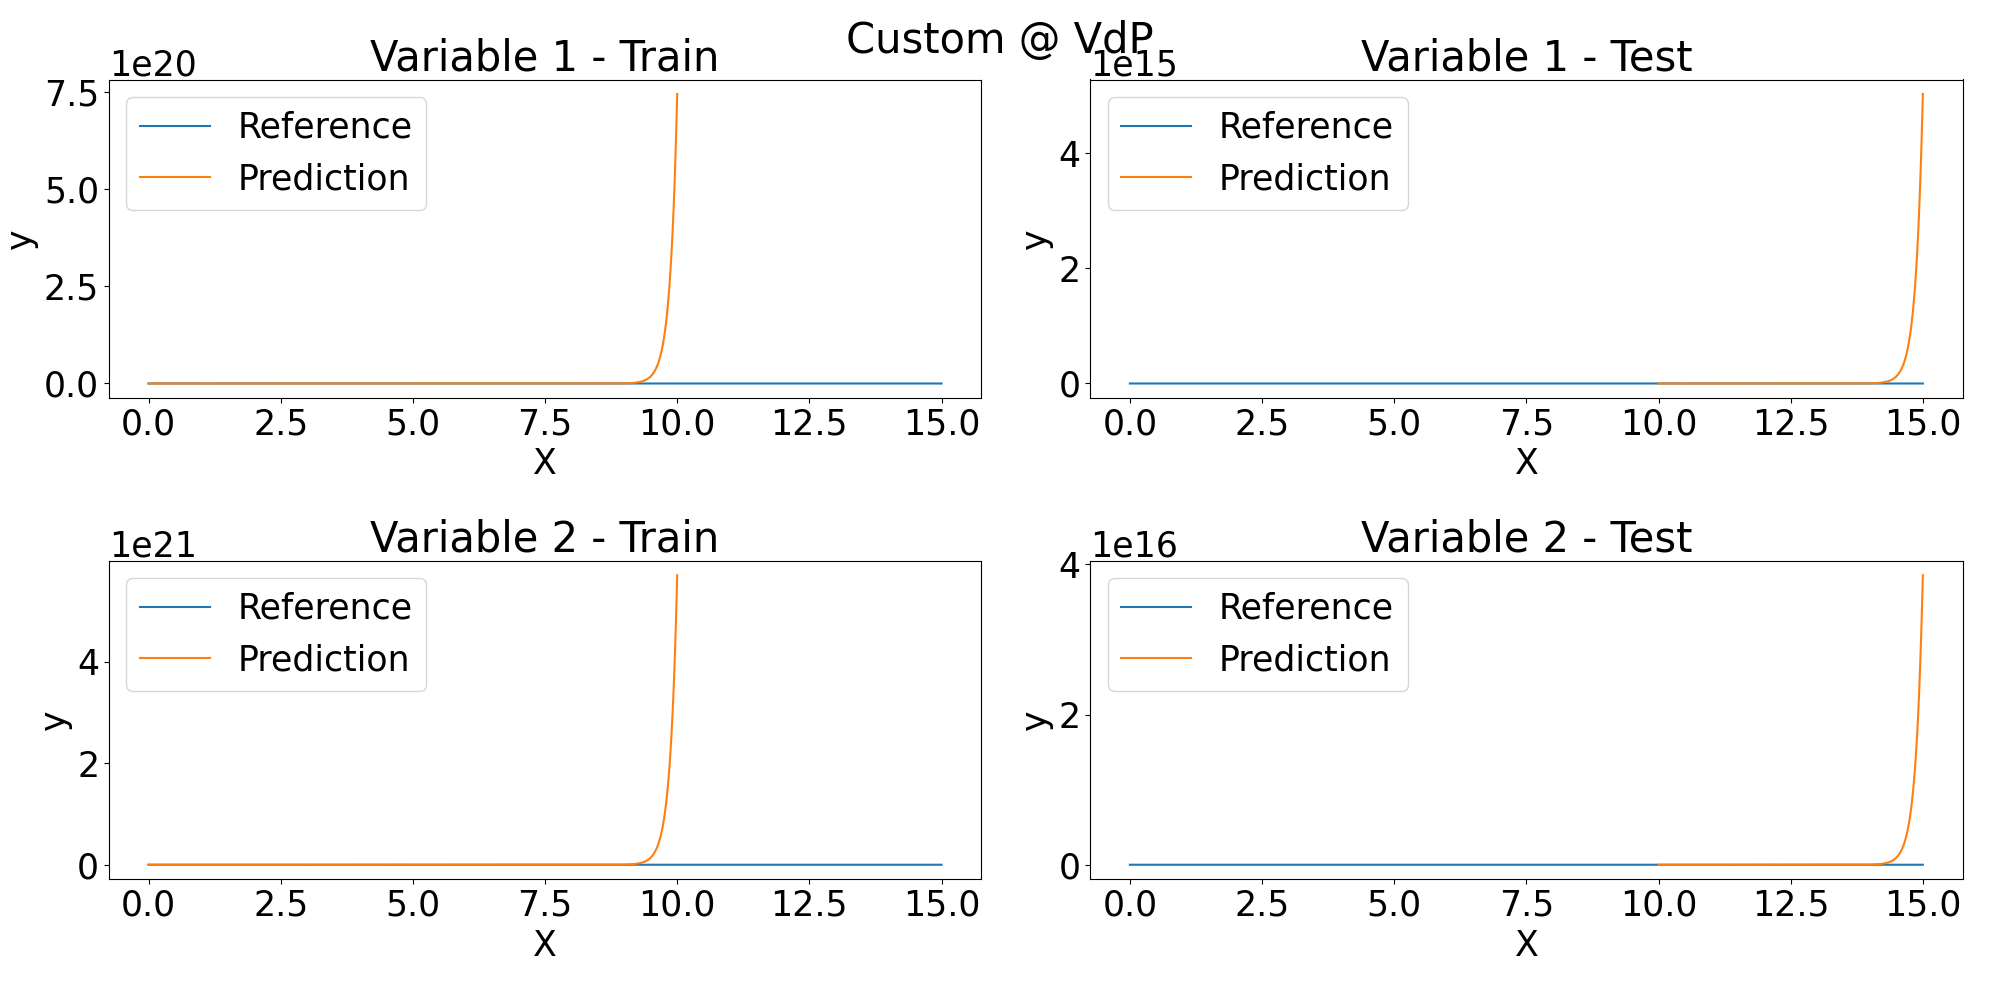 Custom @ VdP
Variable 1 - Train
1e20
7.5
5.0
2.5
0.0
y
Reference
Prediction
0.0 2.5 5.0 7.5 10.0 12.5 15.0
X
Variable 1 - Test
1e15
4
2
0
y
Reference
Prediction
0.0 2.5 5.0 7.5 10.0 12.5 15.0
X
Variable 2 - Train
1e21
4
2
0
y
Reference
Prediction
0.0 2.5 5.0 7.5 10.0 12.5 15.0
X
Variable 2 - Test
1e16
4
2
0
y
Reference
Prediction
0.0 2.5 5.0 7.5 10.0 12.5 15.0
X